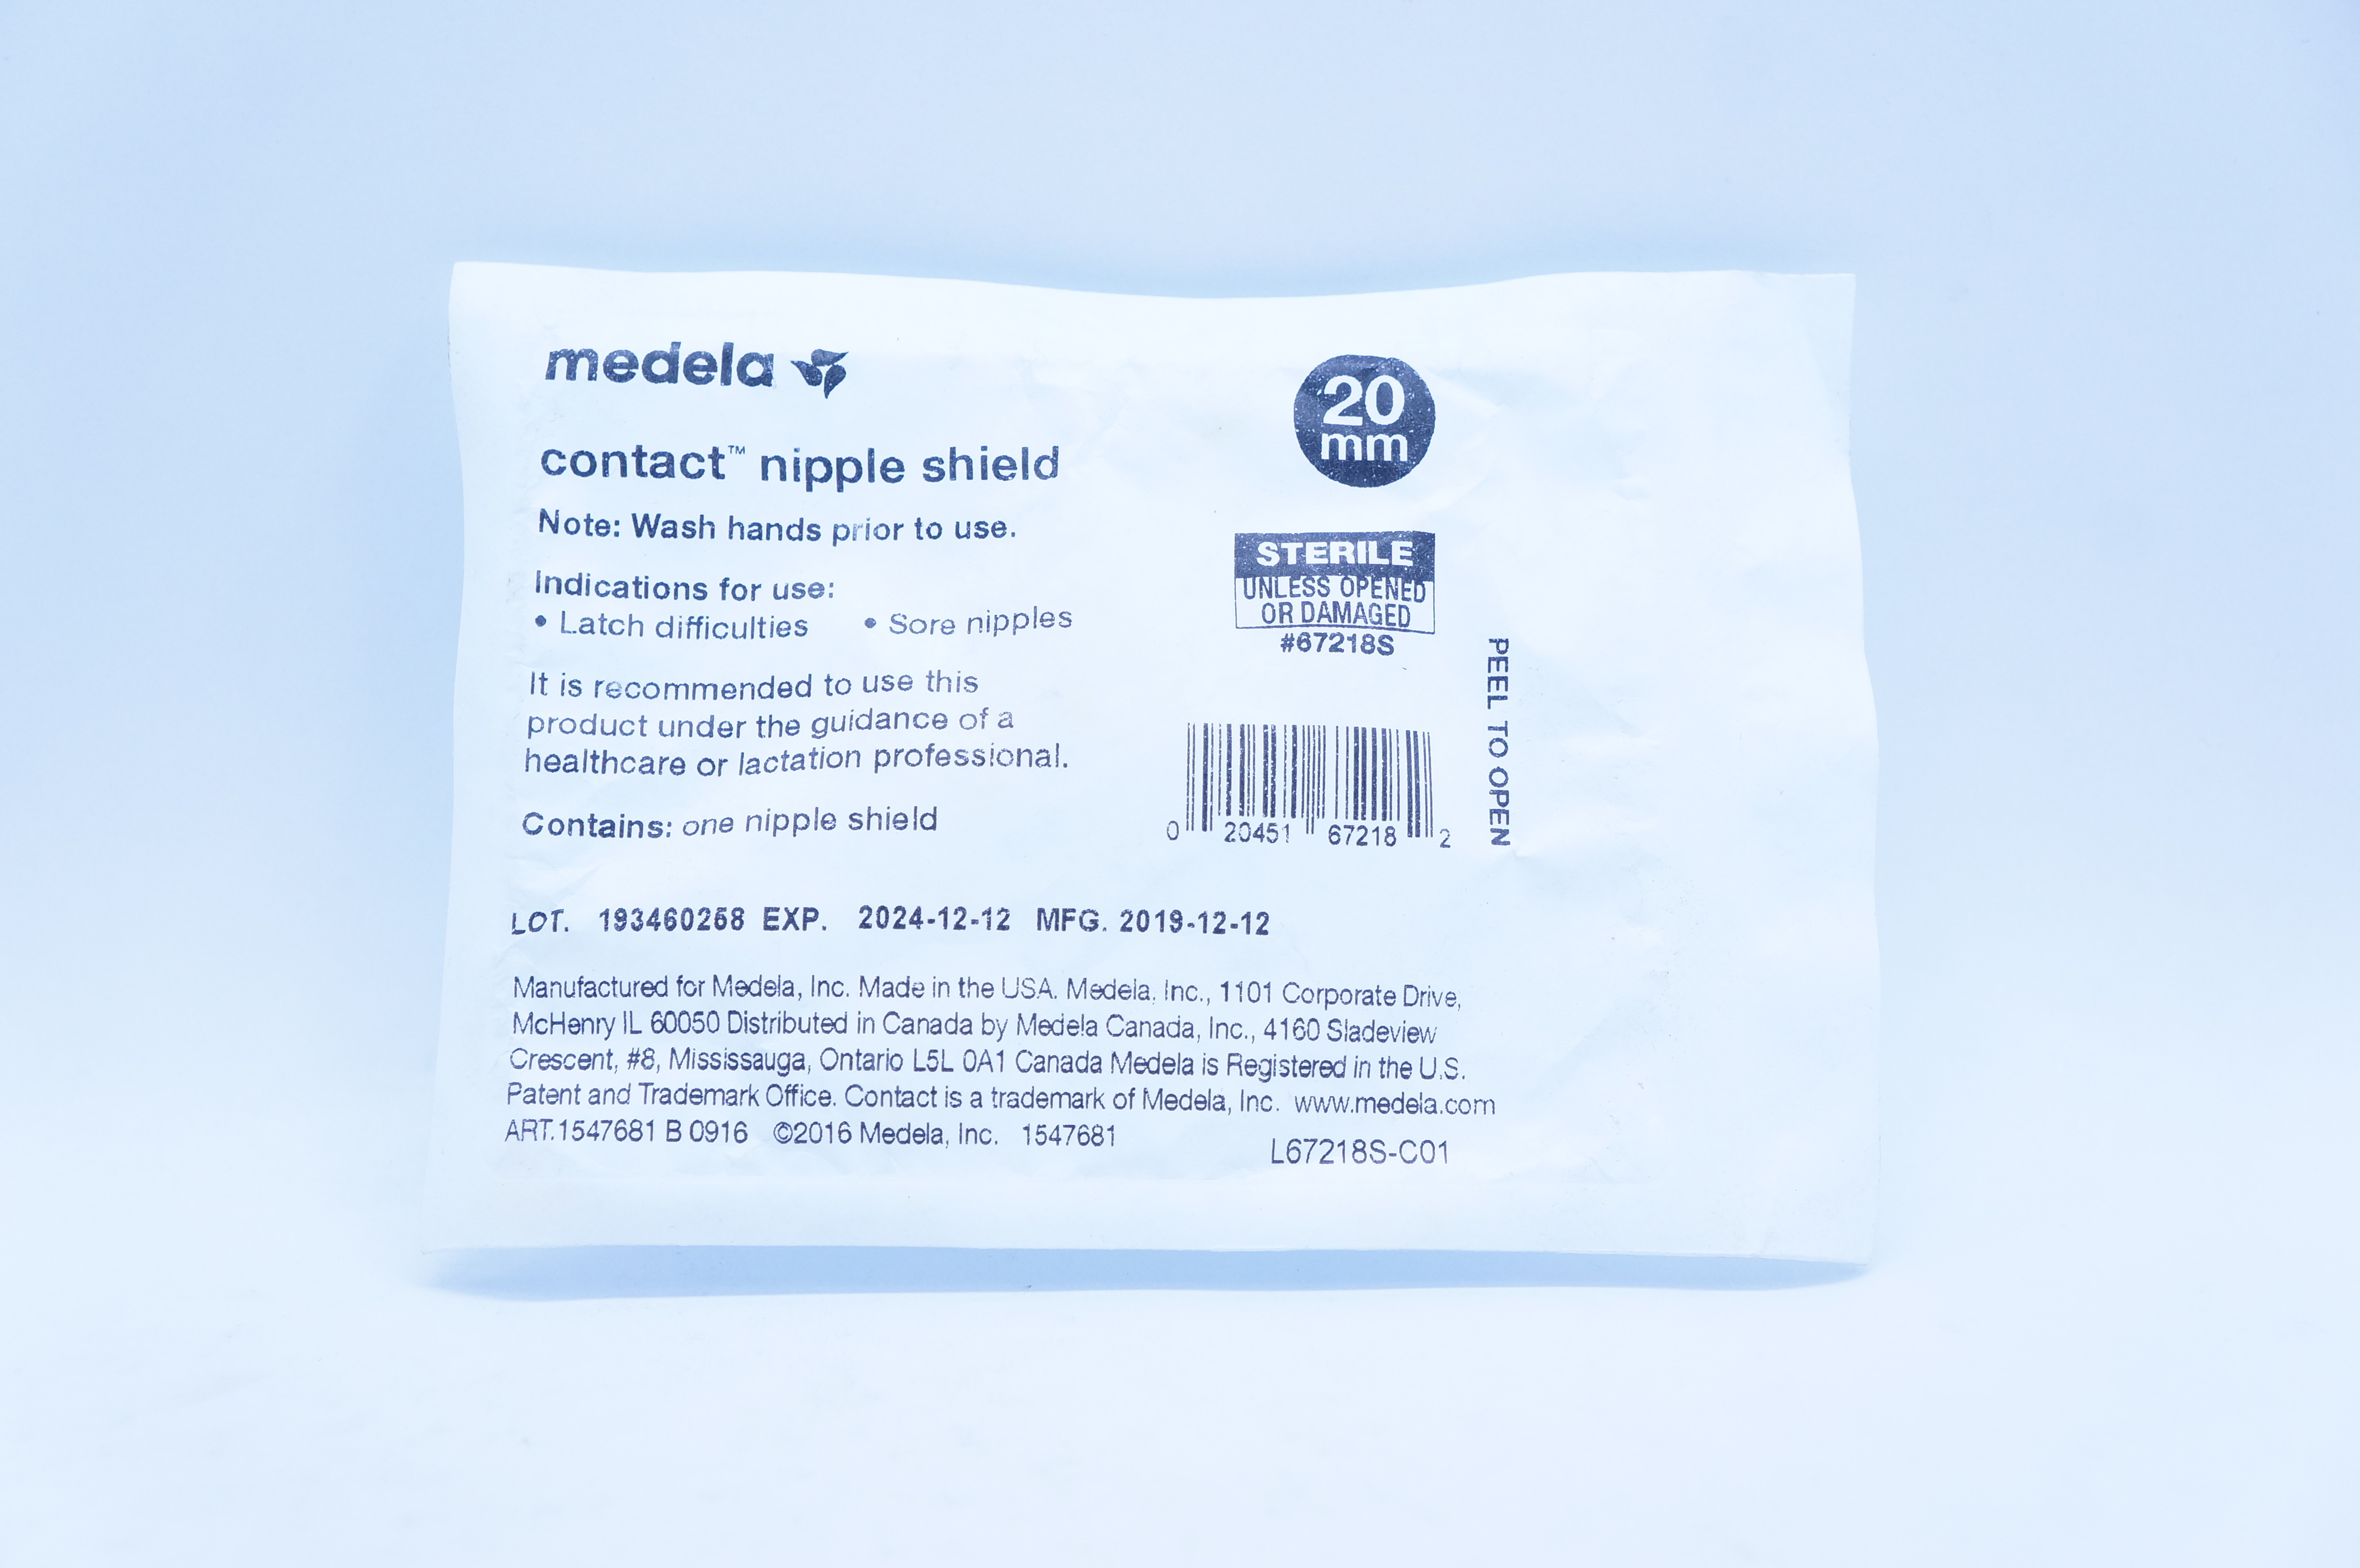 medela
contact™ nipple shield
Note: Wash hands prior to use.
Indications for use:
• Latch difficulties • Sore nipples
It is recommended to use this
product under the guidance of a
healthcare or lactation professional.
Contains: one nipple shield
20
mm
STERILE
UNLESS OPENED
OR DAMAGED
#67218S
0 20451 67218 2
PEEL TO OPEN
LOT. 193460268 EXP. 2024-12-12 MFG. 2019-12-12
Manufactured for Medela, Inc. Made in the USA. Medela, Inc., 1101 Corporate Drive,
McHenry IL 60050 Distributed in Canada by Medela Canada, Inc., 4160 Sladeview
Crescent, #8, Mississauga, Ontario L5L 0A1 Canada Medela is Registered in the U.S.
Patent and Trademark Office. Contact is a trademark of Medela, Inc. www.medela.com
ART.1547681 B 0916 ©2016 Medela, Inc. 1547681
L67218S-C01